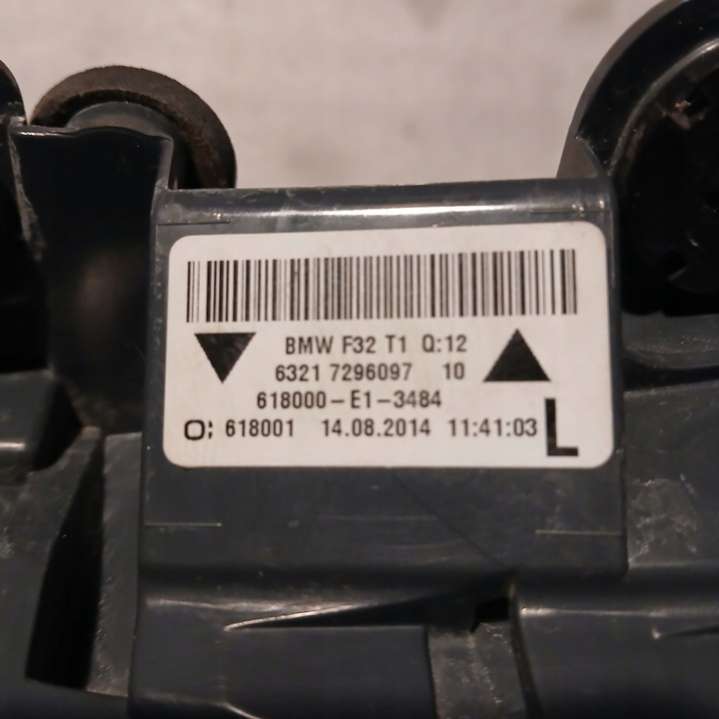 BMW F32 T1 Q:12
6321 7296097 10
618000-E1-3484
O; 618001 14.08.2014 11:41:03 L